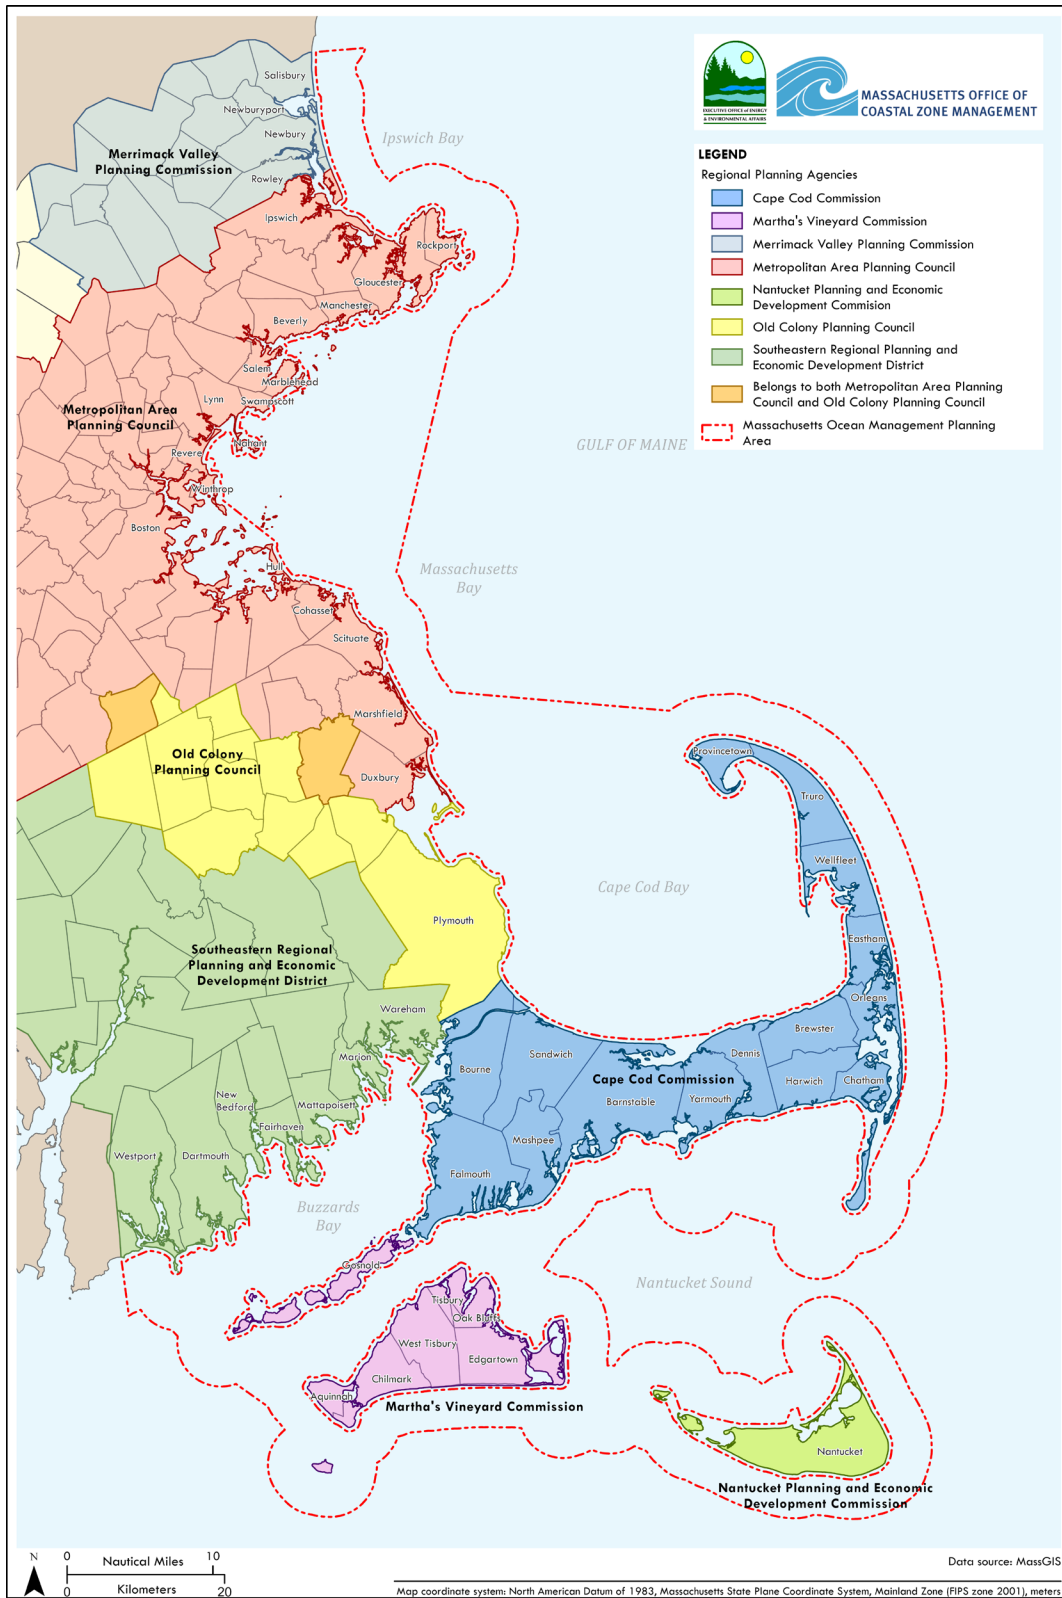 EXECUTIVE OFFICE of ENERGY
& ENVIRONMENTAL AFFAIRS
MASSACHUSETTS OFFICE OF
COASTAL ZONE MANAGEMENT
LEGEND
Regional Planning Agencies
Cape Cod Commission
Martha's Vineyard Commission
Merrimack Valley Planning Commission
Metropolitan Area Planning Council
Nantucket Planning and Economic
Development Commision
Old Colony Planning Council
Southeastern Regional Planning and
Economic Development District
Belongs to both Metropolitan Area Planning
Council and Old Colony Planning Council
Massachusetts Ocean Management Planning
Area
Salisbury
Newburyport
Newbury
Ipswich Bay
Merrimack Valley
Planning Commission
Rowley
Ipswich
Rockport
Gloucester
Manchester
Beverly
Salem
Marblehead
Lynn
Swampscott
Metropolitan Area
Planning Council
Nahant
GULF OF MAINE
Revere
Winthrop
Boston
Hull
Massachusetts
Bay
Cohasset
Scituate
Marshfield
Old Colony
Planning Council
Duxbury
Provincetown
Truro
Wellfleet
Cape Cod Bay
Plymouth
Eastham
Southeastern Regional
Planning and Economic
Development District
Orleans
Wareham
Brewster
Sandwich
Dennis
Marion
Bourne
Cape Cod Commission
Harwich
Chatham
New
Bedford
Mattapoisett
Barnstable
Yarmouth
Fairhaven
Mashpee
Westport
Dartmouth
Falmouth
Buzzards
Bay
Gosnold
Nantucket Sound
Tisbury
Oak Bluffs
West Tisbury
Edgartown
Chilmark
Aquinnah
Martha's Vineyard Commission
Nantucket
Nantucket Planning and Economic
Development Commission
N
0 Nautical Miles 10
Kilometers
0 20
Data source: MassGIS
Map coordinate system: North American Datum of 1983, Massachusetts State Plane Coordinate System, Mainland Zone (FIPS zone 2001), meters